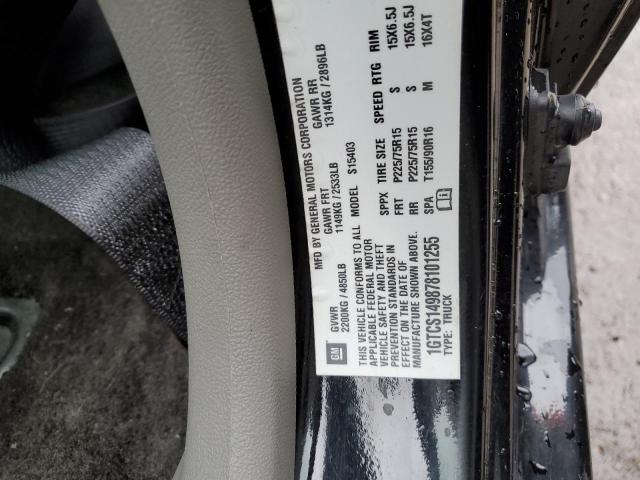 GM
MFD BY GENERAL MOTORS CORPORATION
GVWR GAWR FRT GAWR RR
2200KG / 4850LB 1149KG / 2533LB 1314KG / 2896LB
THIS VEHICLE CONFORMS TO ALL
APPLICABLE FEDERAL MOTOR
VEHICLE SAFETY AND THEFT
PREVENTION STANDARDS IN
EFFECT ON THE DATE OF
MANUFACTURE SHOWN ABOVE.
1GTCS149878101255
TYPE: TRUCK
MODEL S15403
SPPX TIRE SIZE SPEED RTG RIM
FRT P225/75R15 S 15X6.5J
RR P225/75R15 S 15X6.5J
SPA T155/90R16 M 16X4T